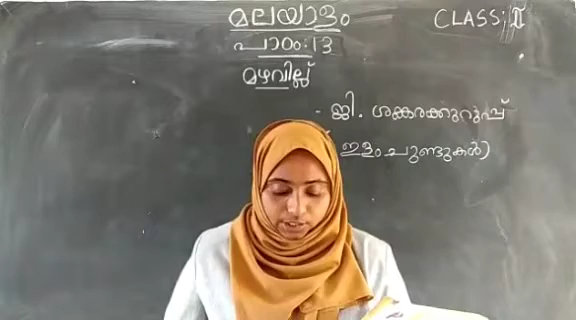 മലയാളം
CLASS: II
പാഠം: 13
മഴവില്ല്
- ജി. ശങ്കരക്കുറുപ്പ്
ഇളം ചുണ്ടുകൾ)